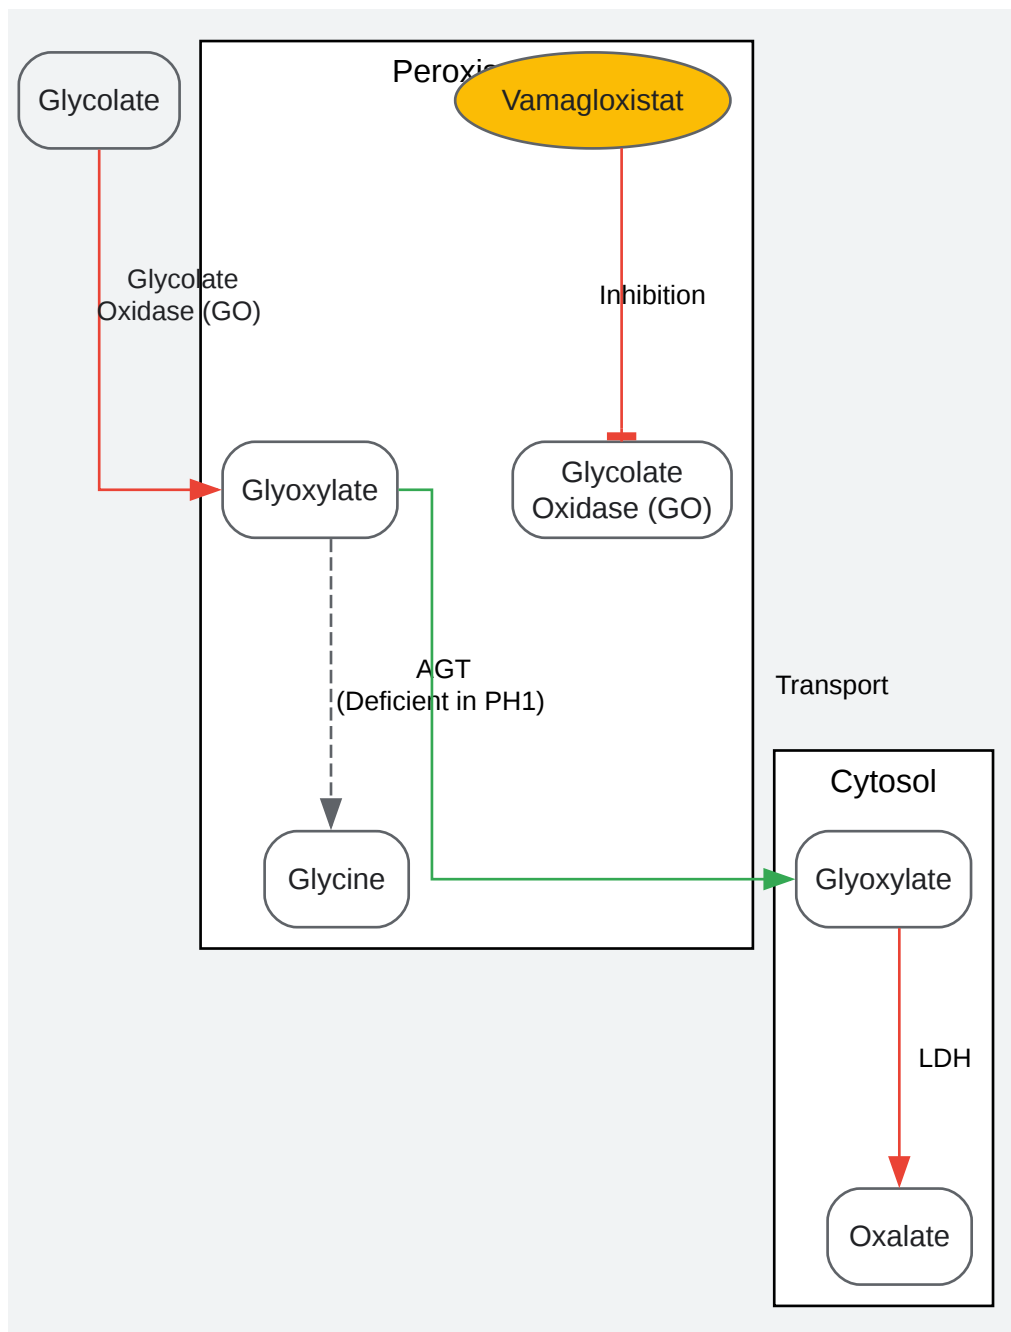 Glycolate
Vamagloxistat
Glycolate
Oxidase (GO)
Inhibition
Glyoxylate
Glycolate
Oxidase (GO)
AGT
(Deficient in PH1)
Transport
Cytosol
Glycine
Glyoxylate
LDH
Oxalate